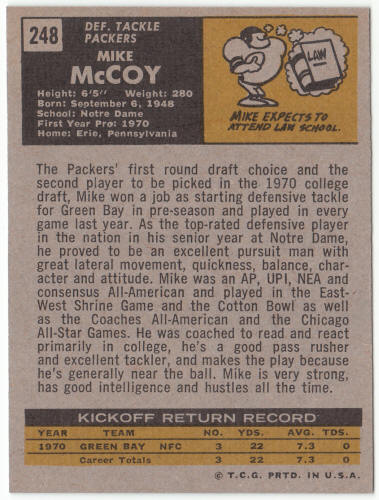 248
DEF. TACKLE
PACKERS
MIKE
McCOY
Height: 6'5" Weight: 280
Born: September 6, 1948
School: Notre Dame
First Year Pro: 1970
Home: Erie, Pennsylvania
LAW
MIKE EXPECTS TO
ATTEND LAW SCHOOL.
The Packers' first round draft choice and the
second player to be picked in the 1970 college
draft, Mike won a job as starting defensive tackle
for Green Bay in pre-season and played in every
game last year. As the top-rated defensive player
in the nation in his senior year at Notre Dame,
he proved to be an excellent pursuit man with
great lateral movement, quickness, balance, char-
acter and attitude. Mike was an AP, UPI, NEA and
consensus All-American and played in the East-
West Shrine Game and the Cotton Bowl as well
as the Coaches All-American and the Chicago
All-Star Games. He was coached to read and react
primarily in college, he's a good pass rusher
and excellent tackler, and makes the play because
he's generally near the ball. Mike is very strong,
has good intelligence and hustles all the time.
KICKOFF RETURN RECORD
YEAR TEAM NO. YDS. AVG. TDS.
1970 GREEN BAY NFC 3 22 7.3 0
Career Totals 3 22 7.3 0
© T.C.G. PRTD. IN U.S.A.